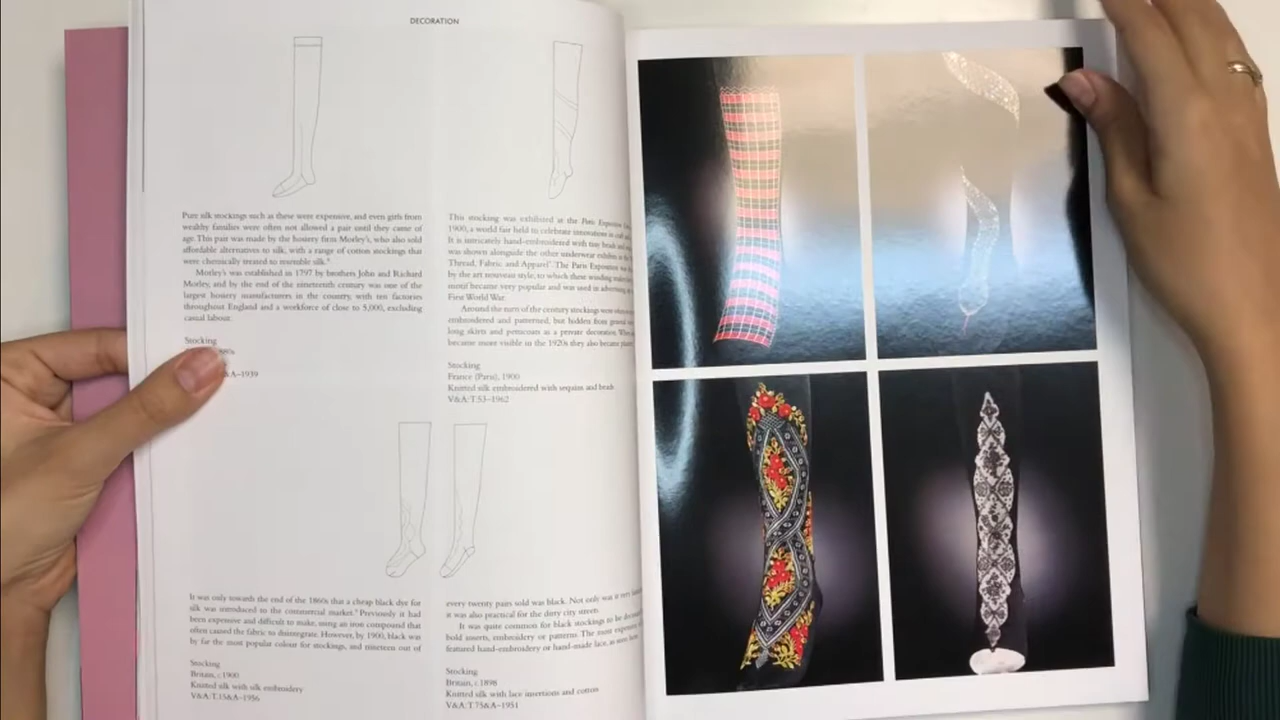 DECORATION
Pure silk stockings such as these were expensive, and even girls from
wealthy families were often not allowed a pair until they came of
age. This pair was made by the hosiery firm Morley's, who also sold
affordable alternatives to silk, with a range of cotton stockings that
were chemically treated to resemble silk.
Morley's was established in 1797 by brothers John and Richard
Morley, and by the end of the nineteenth century was one of the
largest hosiery manufacturers in the country, with ten factories
throughout England and a workforce of close to 5,000, excluding
casual labour.
Stocking
80s
&A–1939
This stocking was exhibited at the Paris Exposition
1900, a world fair held to celebrate innovations in
It is intricately hand-embroidered with tiny beads and
was shown alongside the other underwear exhibits in
Thread, Fabric and Apparel'. The Paris Exposition was
by the art nouveau style, to which these winding
motif became very popular and was used in advertising
First World War.
Around the turn of the century stockings were often
embroidered and patterned, but hidden from general
long skirts and petticoats as a private decoration. When
became more visible in the 1920s they also became
Stocking
France (Paris), 1900
Knitted silk embroidered with sequins and beads
V&A:T.53–1962
It was only towards the end of the 1860s that a cheap black dye for
silk was introduced to the commercial market. Previously it had
been expensive and difficult to make, using an iron compound that
often caused the fabric to disintegrate. However, by 1900, black was
by far the most popular colour for stockings, and nineteen out of
Stocking
Britain, c.1900
Knitted silk with silk embroidery
V&A:T.15&A–1956
every twenty pairs sold was black. Not only was it very
it was also practical for the dirty city streets.
It was quite common for black stockings to be
bold inserts, embroidery or patterns. The most expensive
featured hand-embroidery or hand-made lace, as seen here.
Stocking
Britain, c.1898
Knitted silk with lace insertions and cotton
V&A:T.75&A–1951